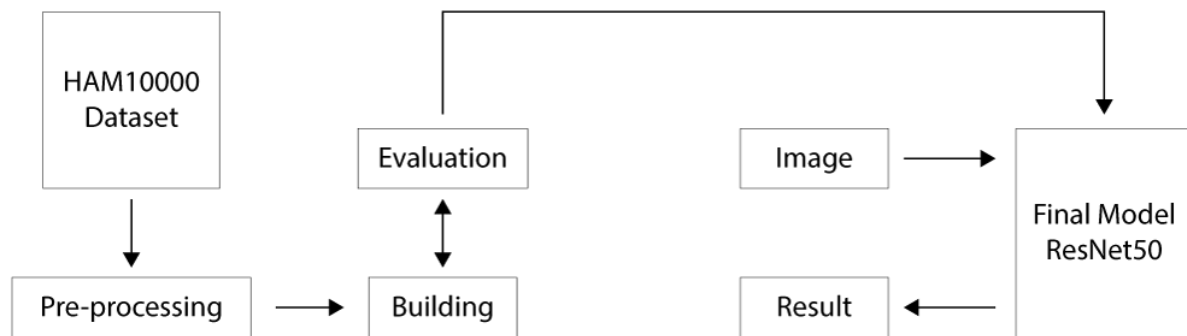 HAM10000
Dataset
Evaluation
Image
Final Model
ResNet50
Pre-processing
Building
Result